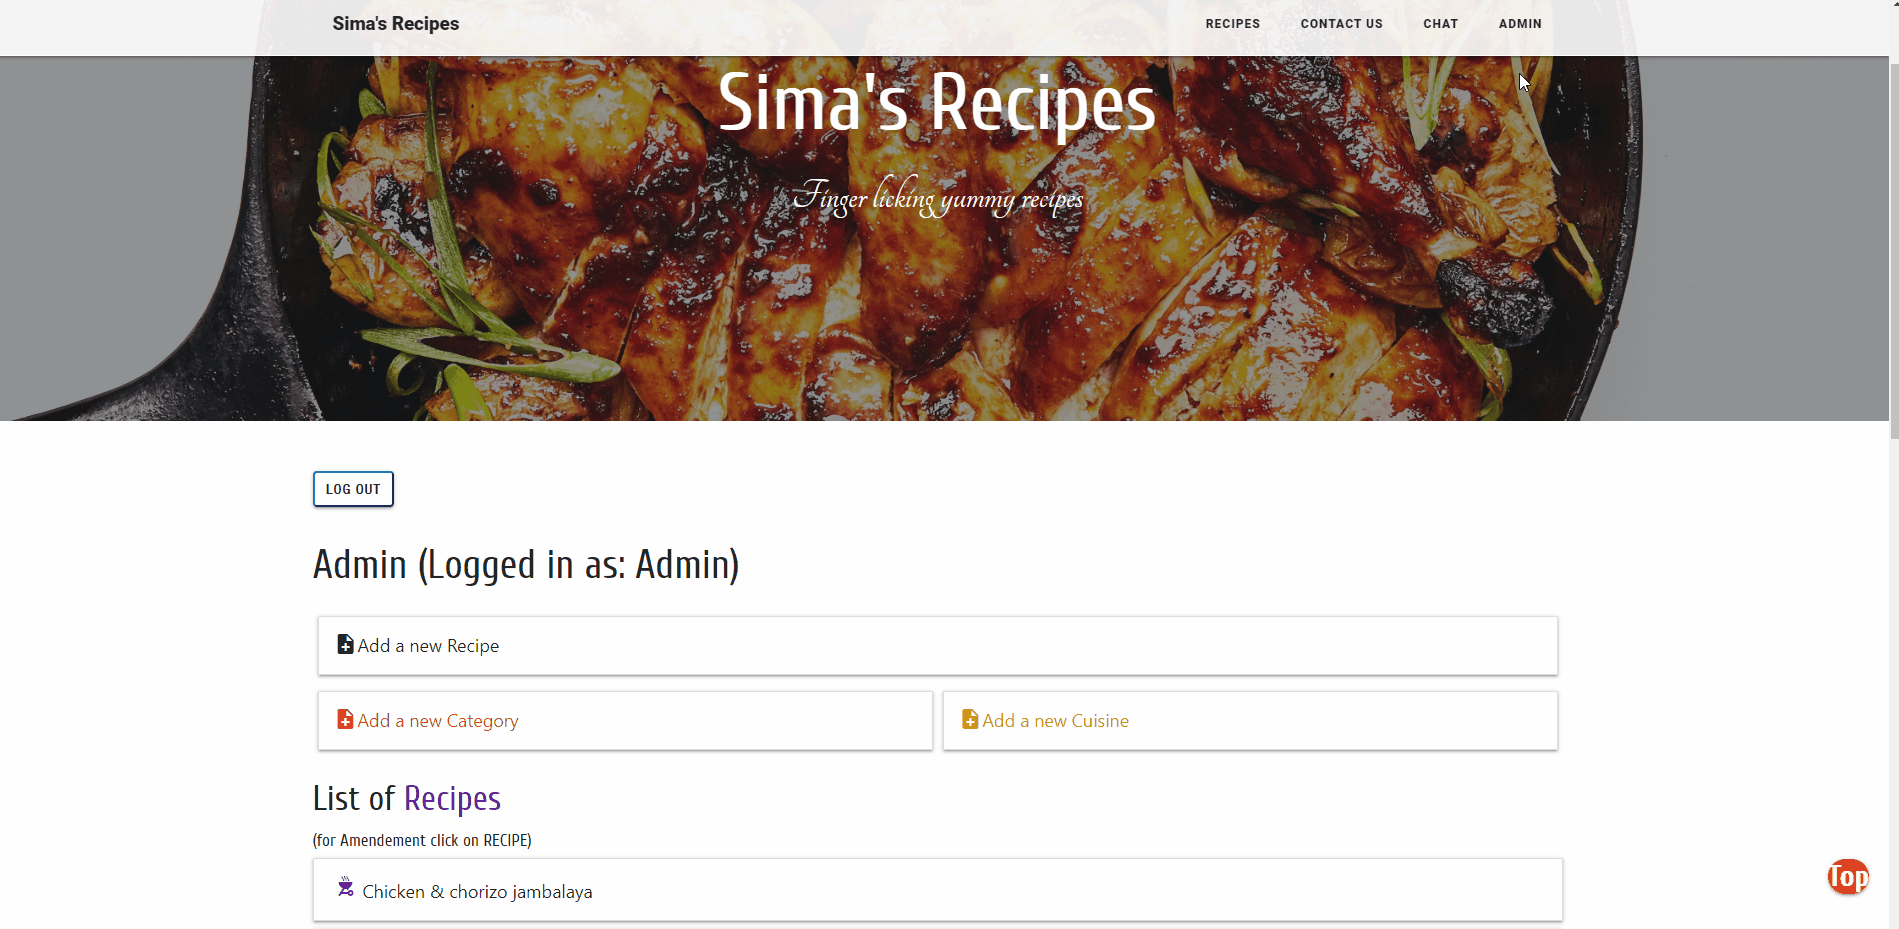 Sima's Recipes
RECIPES CONTACT US CHAT ADMIN
Sima's Recipes
Finger licking yummy recipes
LOG OUT
Admin (Logged in as: Admin)
Add a new Recipe
Add a new Category
Add a new Cuisine
List of Recipes
(for Amendement click on RECIPE)
Chicken & chorizo jambalaya
Top